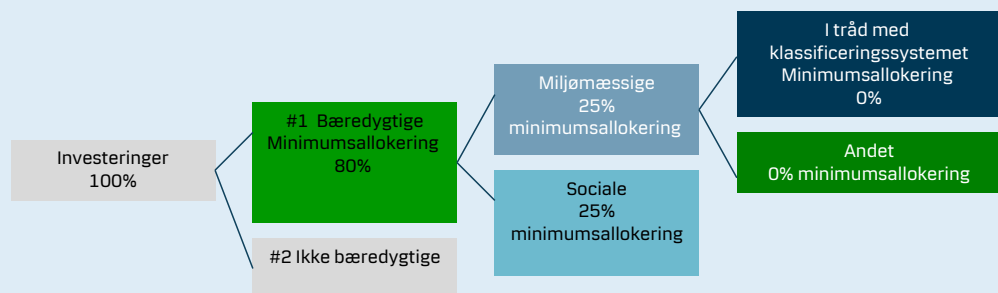 Investeringer
100%
#1 Bæredygtige
Minimumsallokering
80%
#2 Ikke bæredygtige
Miljømæssige
25%
minimumsallokering
Sociale
25%
minimumsallokering
I tråd med
klassificeringssystemet
Minimumsallokering
0%
Andet
0% minimumsallokering